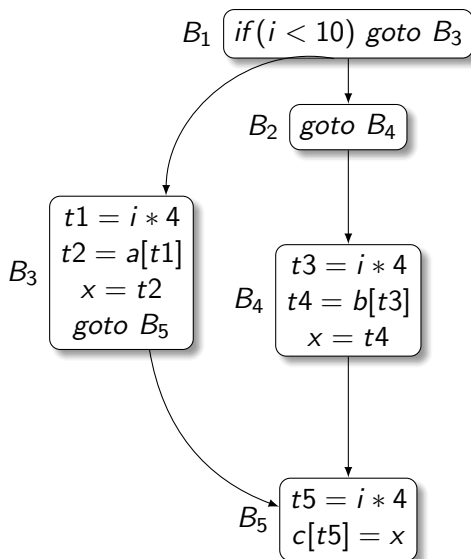 B₁ if(i < 10) goto B₃
B₂ goto B₄
B₃
t1 = i * 4
t2 = a[t1]
x = t2
goto B₅
B₄
t3 = i * 4
t4 = b[t3]
x = t4
B₅
t5 = i * 4
c[t5] = x